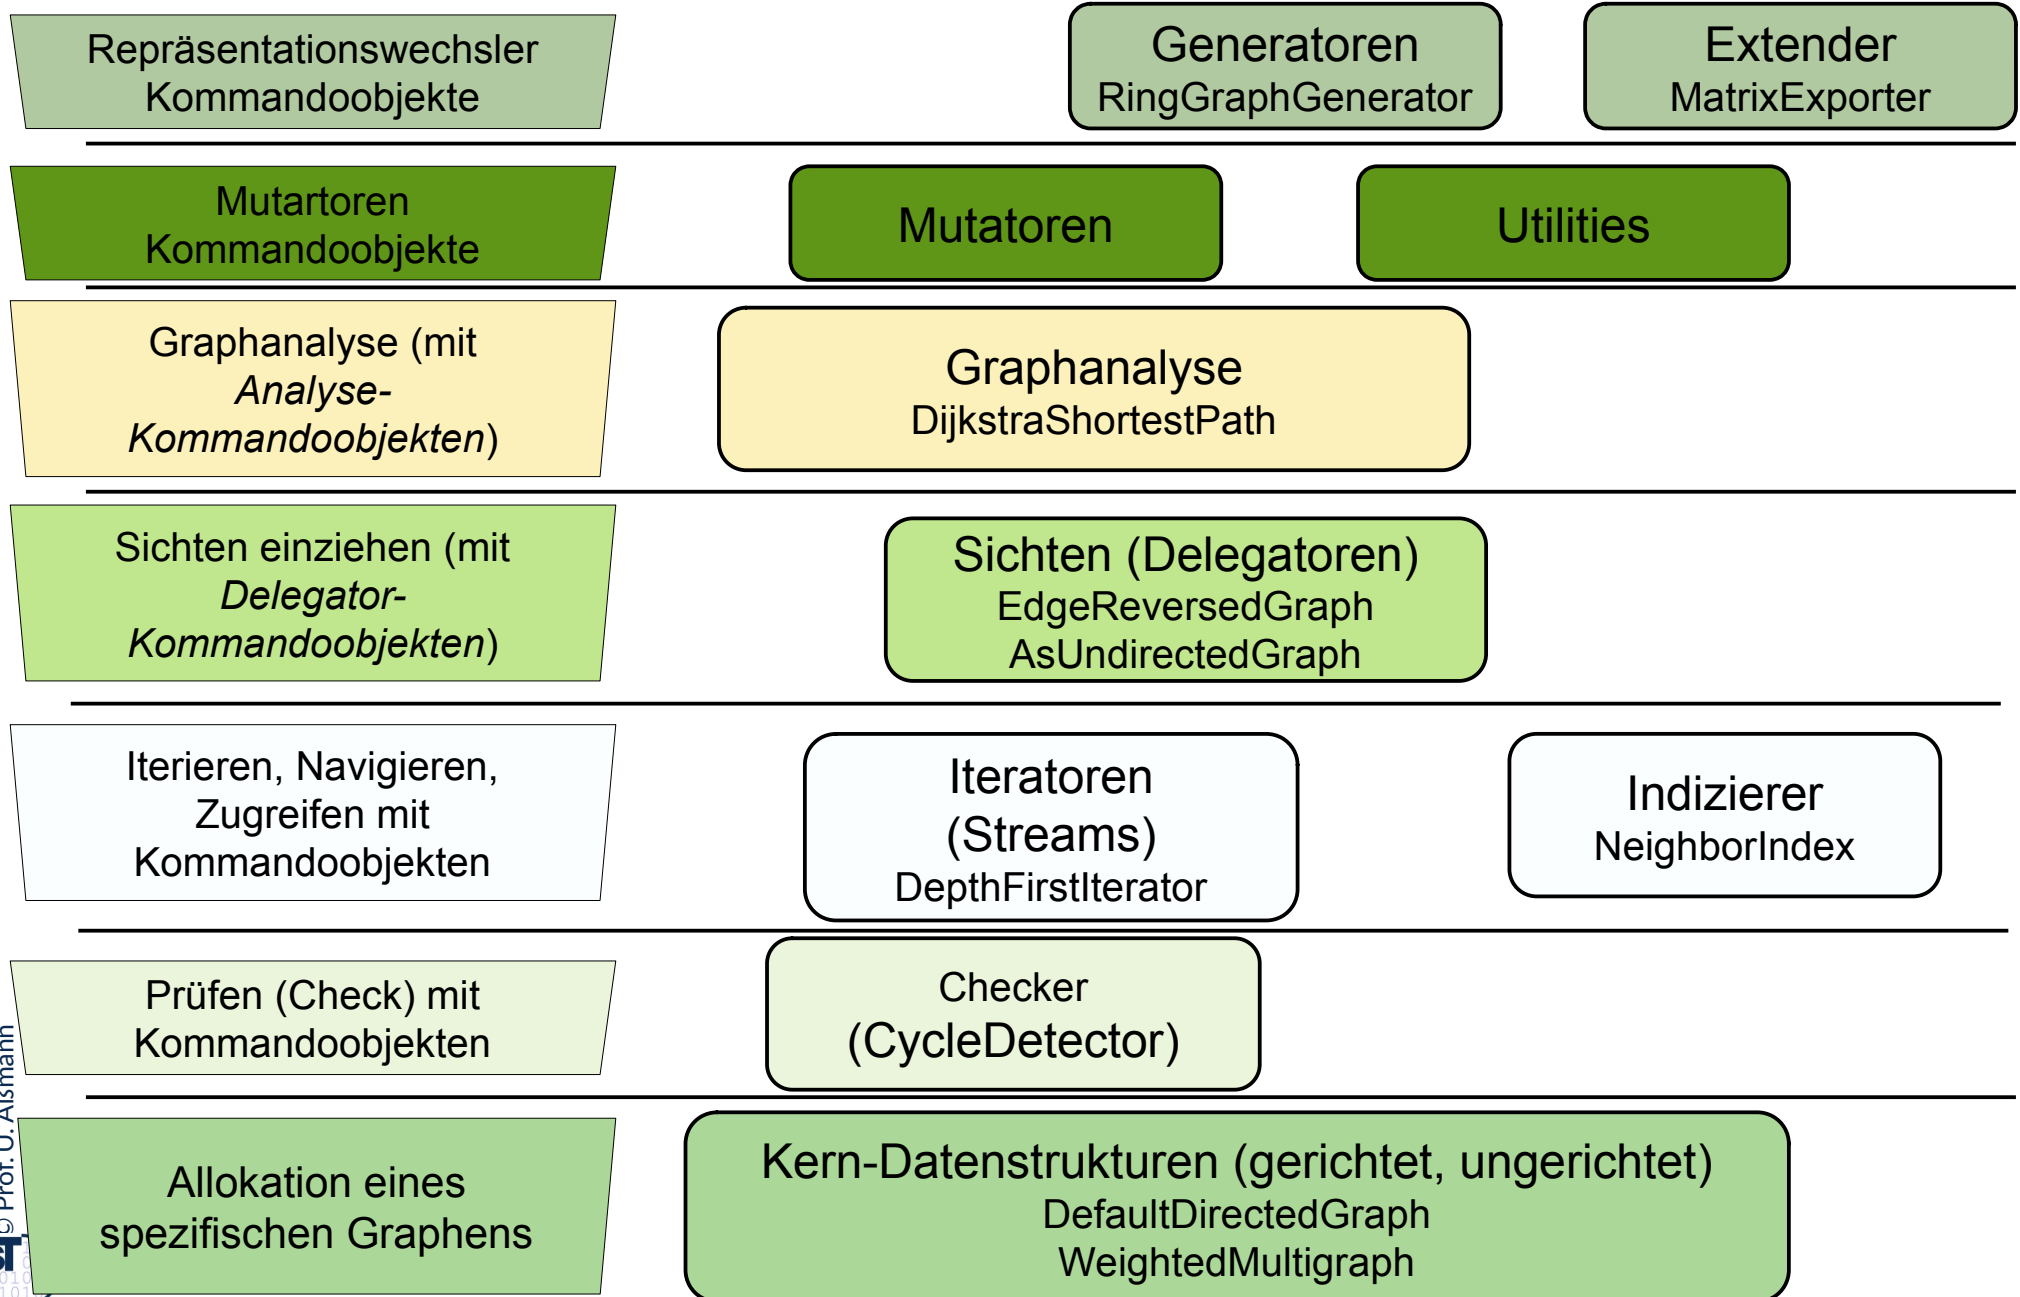 Repräsentationswechsler
Kommandoobjekte
Generatoren
RingGraphGenerator
Extender
MatrixExporter
Mutartoren
Kommandoobjekte
Mutatoren
Utilities
Graphanalyse (mit
Analyse-
Kommandoobjekten)
Graphanalyse
DijkstraShortestPath
Sichten einziehen (mit
Delegator-
Kommandoobjekten)
Sichten (Delegatoren)
EdgeReversedGraph
AsUndirectedGraph
Iterieren, Navigieren,
Zugreifen mit
Kommandoobjekten
Iteratoren
(Streams)
DepthFirstIterator
Indizierer
NeighborIndex
Prüfen (Check) mit
Kommandoobjekten
Checker
(CycleDetector)
Allokation eines
spezifischen Graphens
Kern-Datenstrukturen (gerichtet, ungerichtet)
DefaultDirectedGraph
WeightedMultigraph
© Prof. U. Aßmann